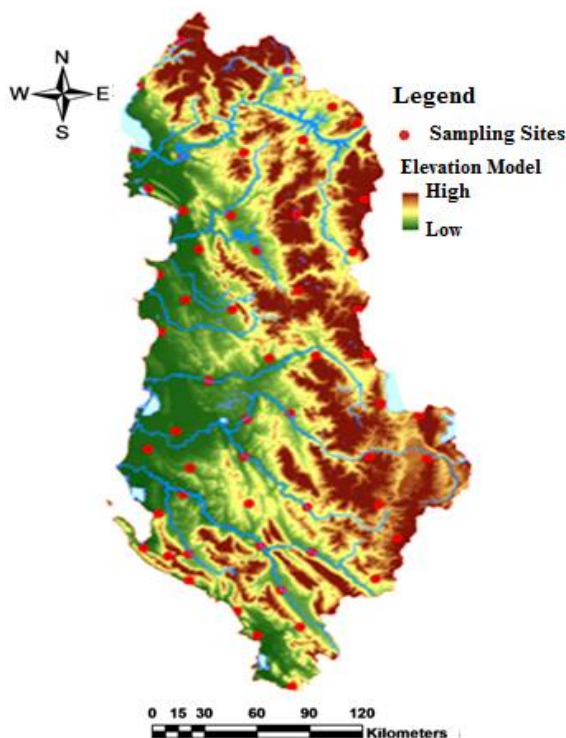 N
W E
S
Legend
Sampling Sites
Elevation Model
High
Low
0 15 30 60 90 120
Kilometers